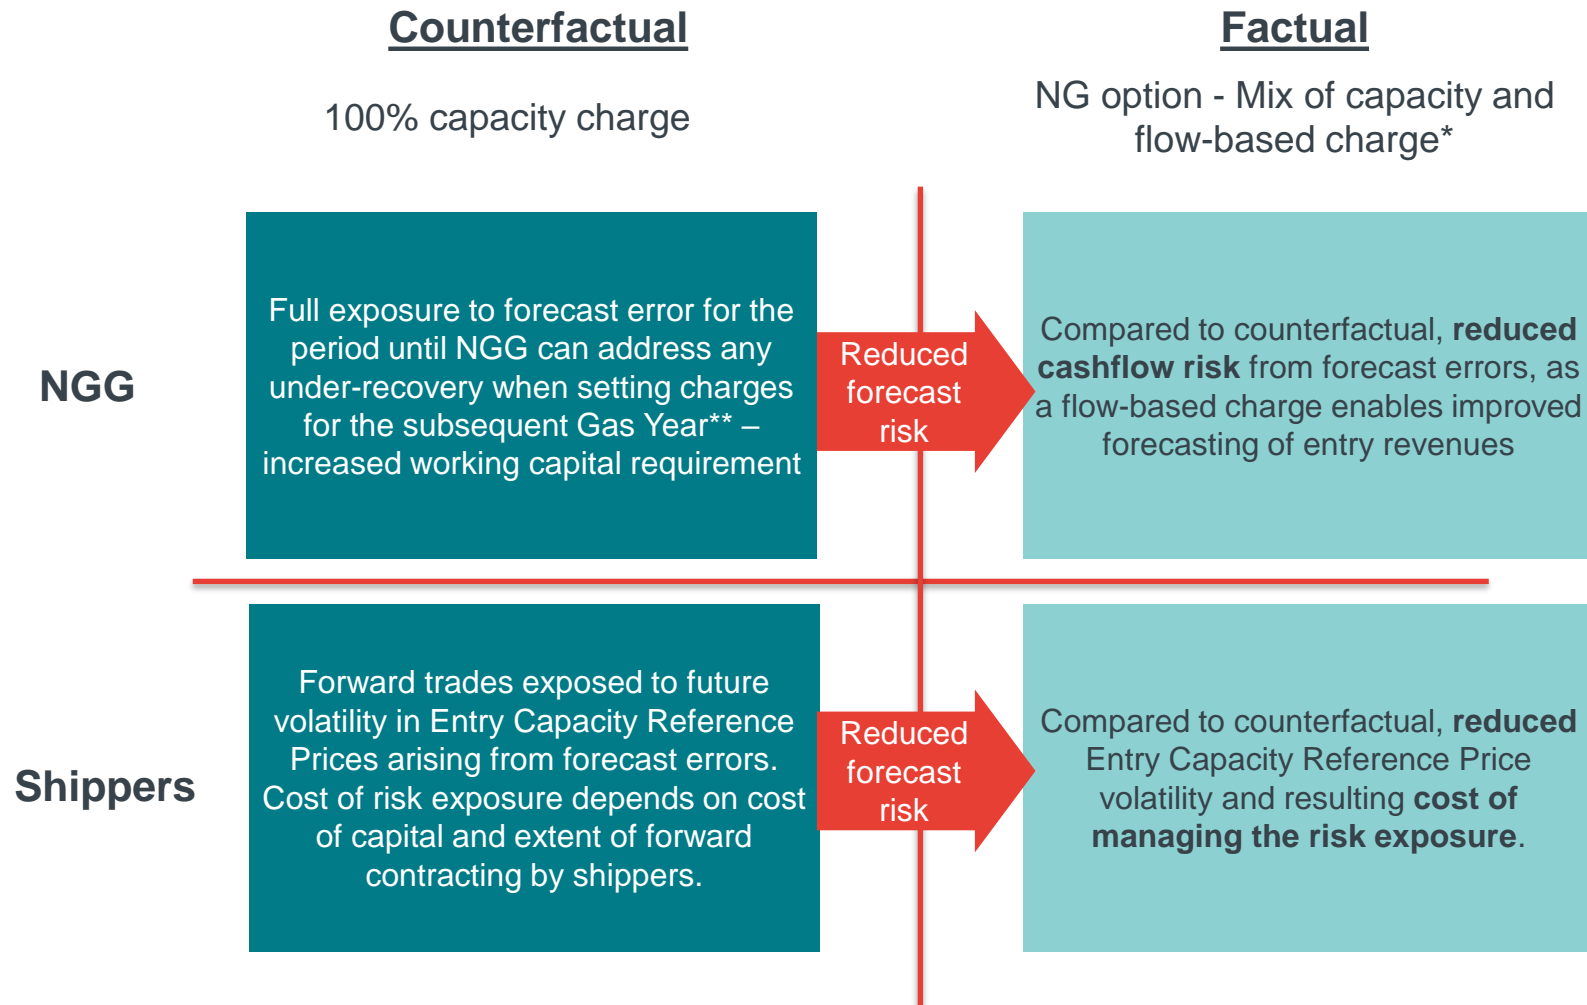 Counterfactual
Factual
100% capacity charge
NG option - Mix of capacity and
flow-based charge*
NGG
Full exposure to forecast error for the
period until NGG can address any
under-recovery when setting charges
for the subsequent Gas Year** –
increased working capital requirement
Reduced
forecast
risk
Compared to counterfactual, reduced
cashflow risk from forecast errors, as
a flow-based charge enables improved
forecasting of entry revenues
Shippers
Forward trades exposed to future
volatility in Entry Capacity Reference
Prices arising from forecast errors.
Cost of risk exposure depends on cost
of capital and extent of forward
contracting by shippers.
Reduced
forecast
risk
Compared to counterfactual, reduced
Entry Capacity Reference Price
volatility and resulting cost of
managing the risk exposure.